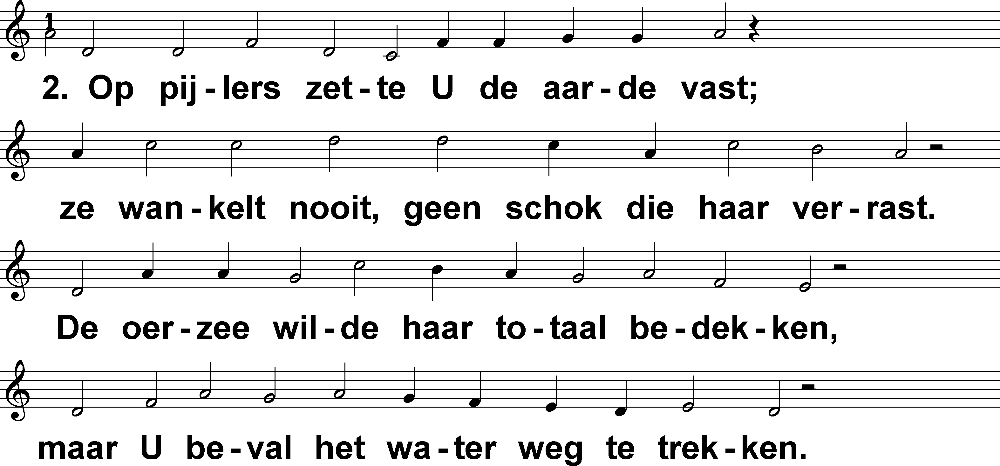 1
2. Op pij-lers zet-te U de aar-de vast;
ze wan-kelt nooit, geen schok die haar ver-rast.
De oer-zee wil-de haar to-taal be-dek-ken,
maar U be-val het wa-ter weg te trek-ken.